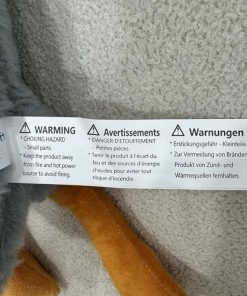 WARNING
* CHOKING HAZARD
- Small parts.
* Keep the product away
from fire and hot power
source to avoid firing.
Avertissements
* DANGER D'ETOUFFEMENT
- Petites pièces.
* Tenir le produit à l'écart du
feu et des sources d'énergie
chaudes pour éviter tout
risque d'incendie.
Warnungen
* Erstickungsgefahr - Kleinteile.
* Zur Vermeidung von Bränden
Produkt von Zünd- und
Wärmequellen fernhalten.